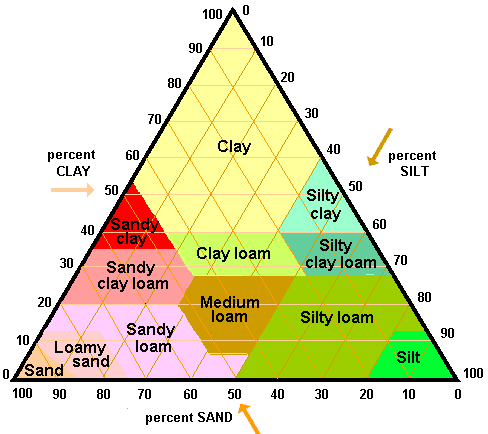 100 0
90 10
80 20
Clay
70 30
60 40
percent
CLAY
percent
SILT
50 50
Silty
clay
40 60
Sandy
clay
Clay loam
Silty
clay loam
30 70
Sandy
clay loam
20 80
Medium
loam
Silty loam
Sandy
loam
10 90
Loamy
sand
Sand
Silt
0 100
100 90 80 70 60 50 40 30 20 10 0
percent SAND